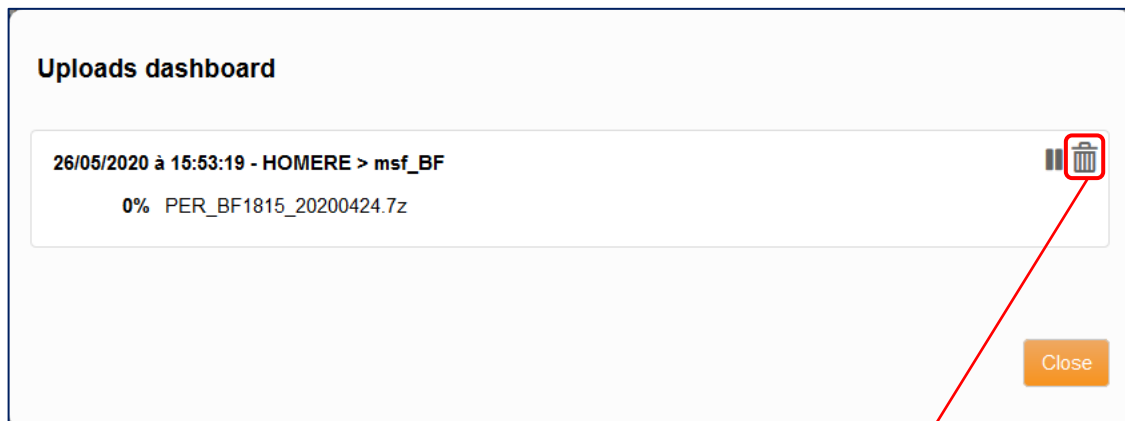 Uploads dashboard
26/05/2020 à 15:53:19 - HOMERE > msf_BF
0% PER_BF1815_20200424.7z
Close